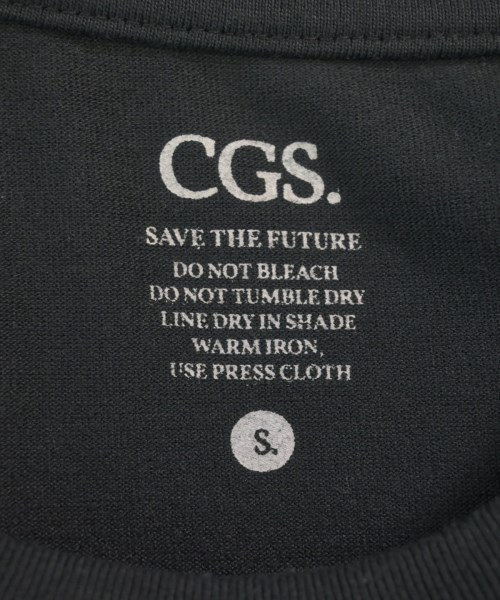 CGS.
SAVE THE FUTURE
DO NOT BLEACH
DO NOT TUMBLE DRY
LINE DRY IN SHADE
WARM IRON,
USE PRESS CLOTH
S.